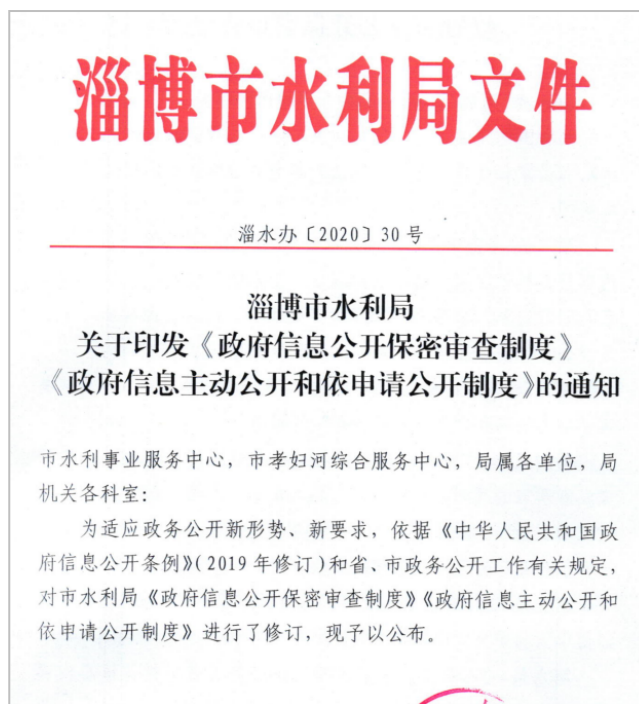 淄博市水利局文件
淄水办〔2020〕30号
淄博市水利局
关于印发《政府信息公开保密审查制度》
《政府信息主动公开和依申请公开制度》的通知
市水利事业服务中心，市孝妇河综合服务中心，局属各单位，局
机关各科室：
为适应政务公开新形势、新要求，依据《中华人民共和国政
府信息公开条例》（2019年修订）和省、市政务公开工作有关规定，
对市水利局《政府信息公开保密审查制度》《政府信息主动公开和
依申请公开制度》进行了修订，现予以公布。